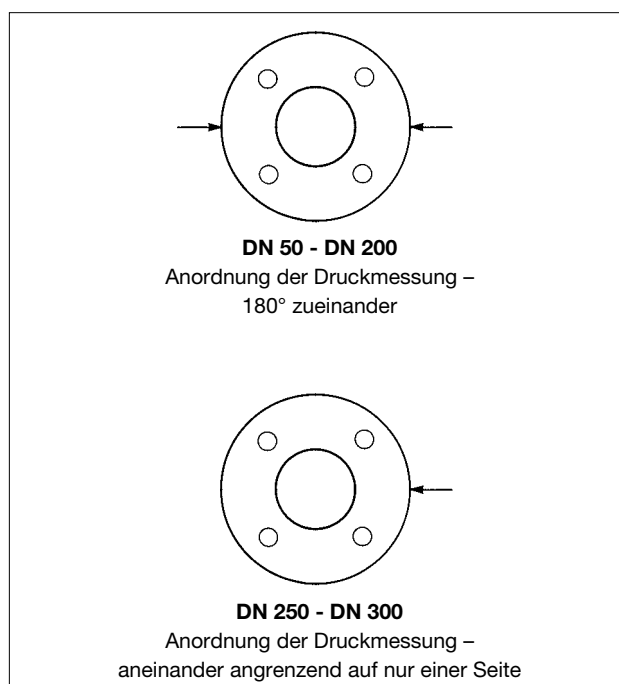 DN 50 - DN 200
Anordnung der Druckmessung –
180° zueinander
DN 250 - DN 300
Anordnung der Druckmessung –
aneinander angrenzend auf nur einer Seite